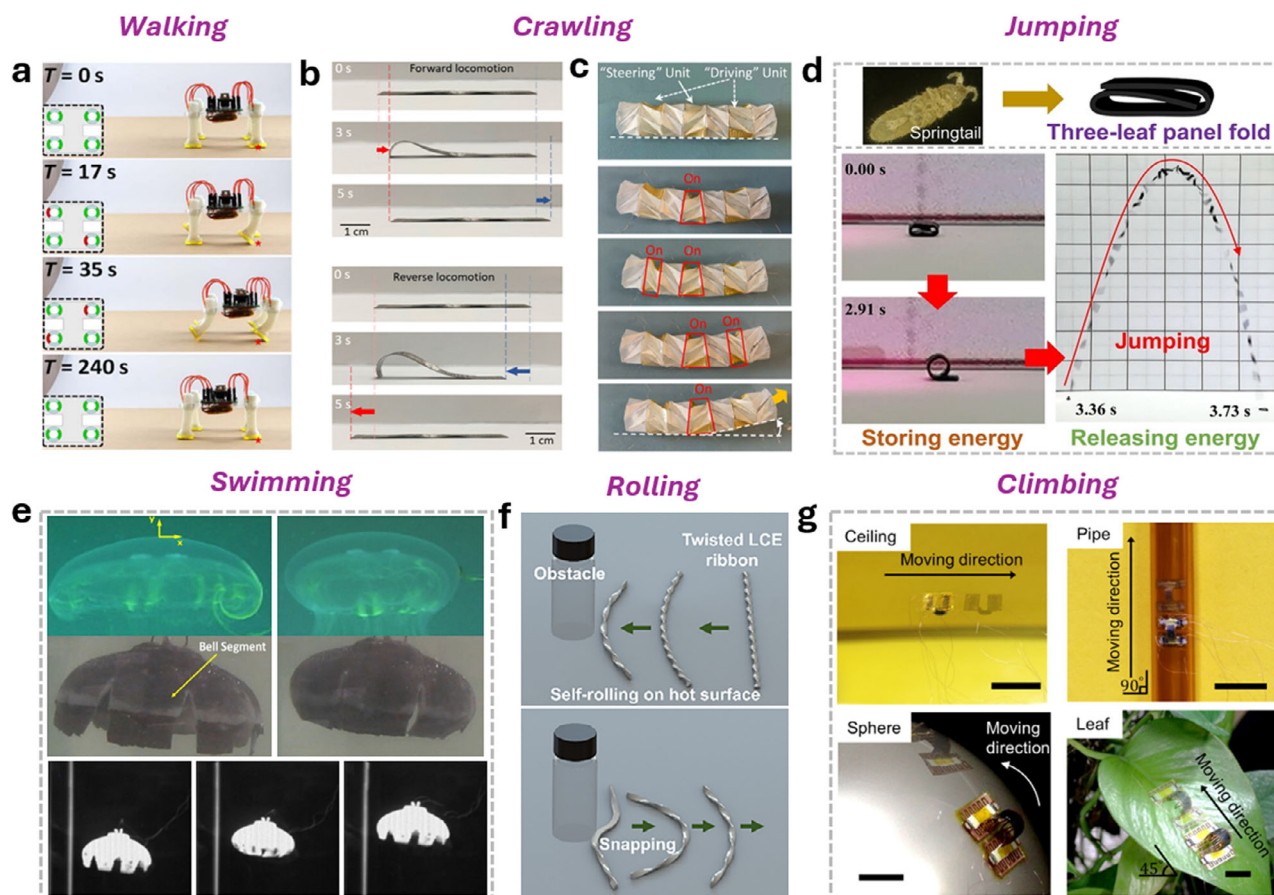 Walking
Crawling
Jumping
a
T = 0 s
T = 17 s
T = 35 s
T = 240 s
b
0 s
Forward locomotion
3 s
5 s
1 cm
0 s
Reverse locomotion
3 s
5 s
1 cm
c
"Steering" Unit
"Driving" Unit
On
On
On
On
On
On
d
Springtail
Three-leaf panel fold
0.00 s
2.91 s
Jumping
3.36 s
3.73 s
Storing energy
Releasing energy
Swimming
Rolling
Climbing
e
y
x
Bell Segment
f
Obstacle
Twisted LCE
ribbon
Self-rolling on hot surface
Snapping
g
Ceiling
Moving direction
Pipe
Moving direction
90°
Sphere
Moving
direction
Leaf
Moving direction
45°